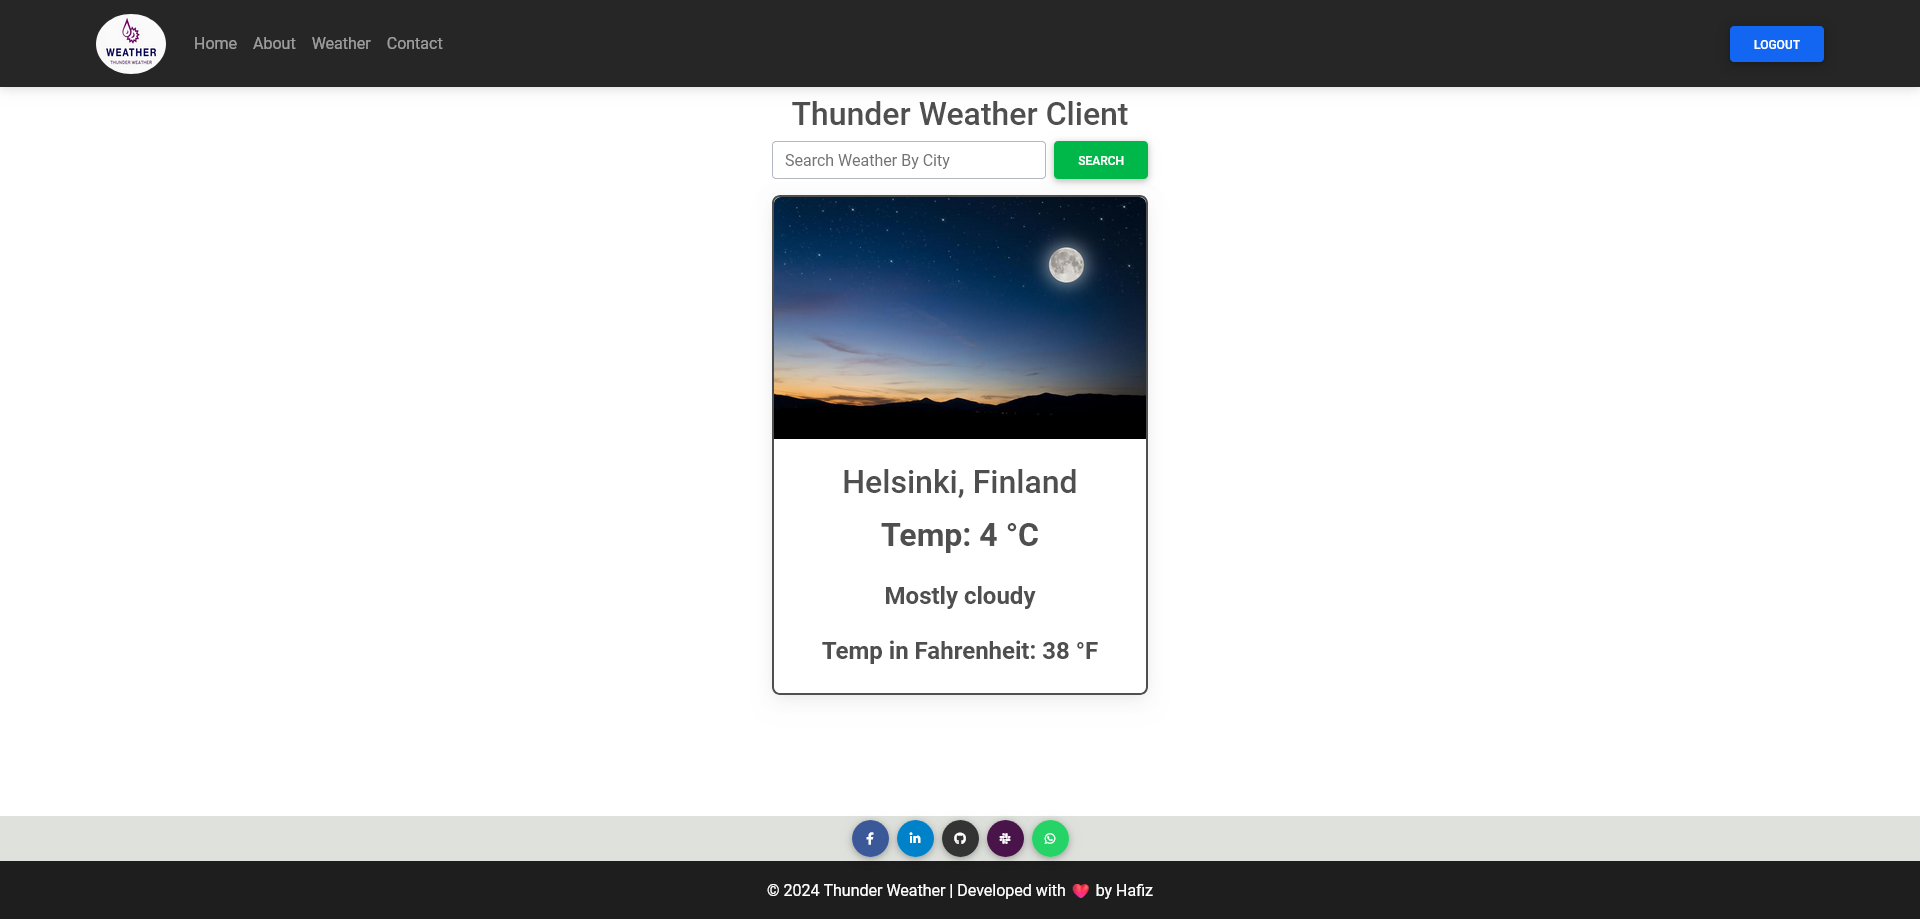 WEATHER
THUNDER WEATHER
Home About Weather Contact
LOGOUT
Thunder Weather Client
Search Weather By City
SEARCH
Helsinki, Finland
Temp: 4 °C
Mostly cloudy
Temp in Fahrenheit: 38 °F
© 2024 Thunder Weather | Developed with ❤️ by Hafiz